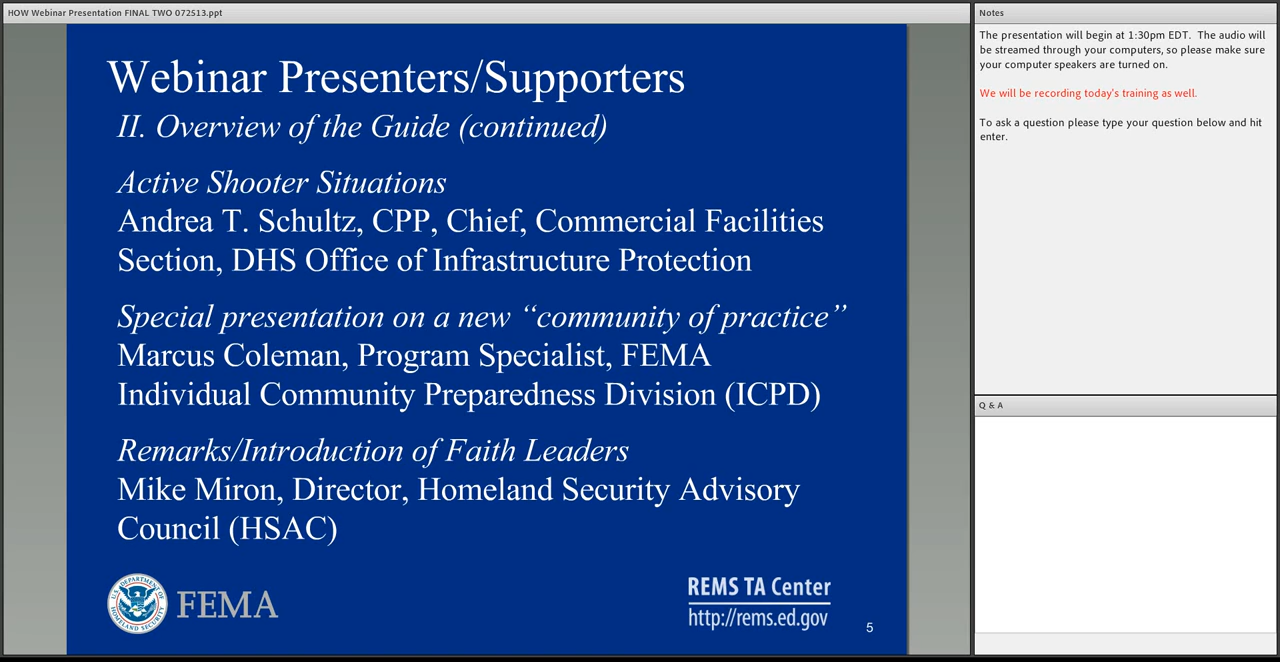 HOW Webinar Presentation FINAL TWO 072513.ppt
Webinar Presenters/Supporters
II. Overview of the Guide (continued)
Active Shooter Situations
Andrea T. Schultz, CPP, Chief, Commercial Facilities
Section, DHS Office of Infrastructure Protection
Special presentation on a new “community of practice”
Marcus Coleman, Program Specialist, FEMA
Individual Community Preparedness Division (ICPD)
Remarks/Introduction of Faith Leaders
Mike Miron, Director, Homeland Security Advisory
Council (HSAC)
U.S. DEPARTMENT OF HOMELAND SECURITY
FEMA
REMS TA Center
http://rems.ed.gov
5
Notes
The presentation will begin at 1:30pm EDT.  The audio will
be streamed through your computers, so please make sure
your computer speakers are turned on.
We will be recording today's training as well.
To ask a question please type your question below and hit
enter.
Q & A